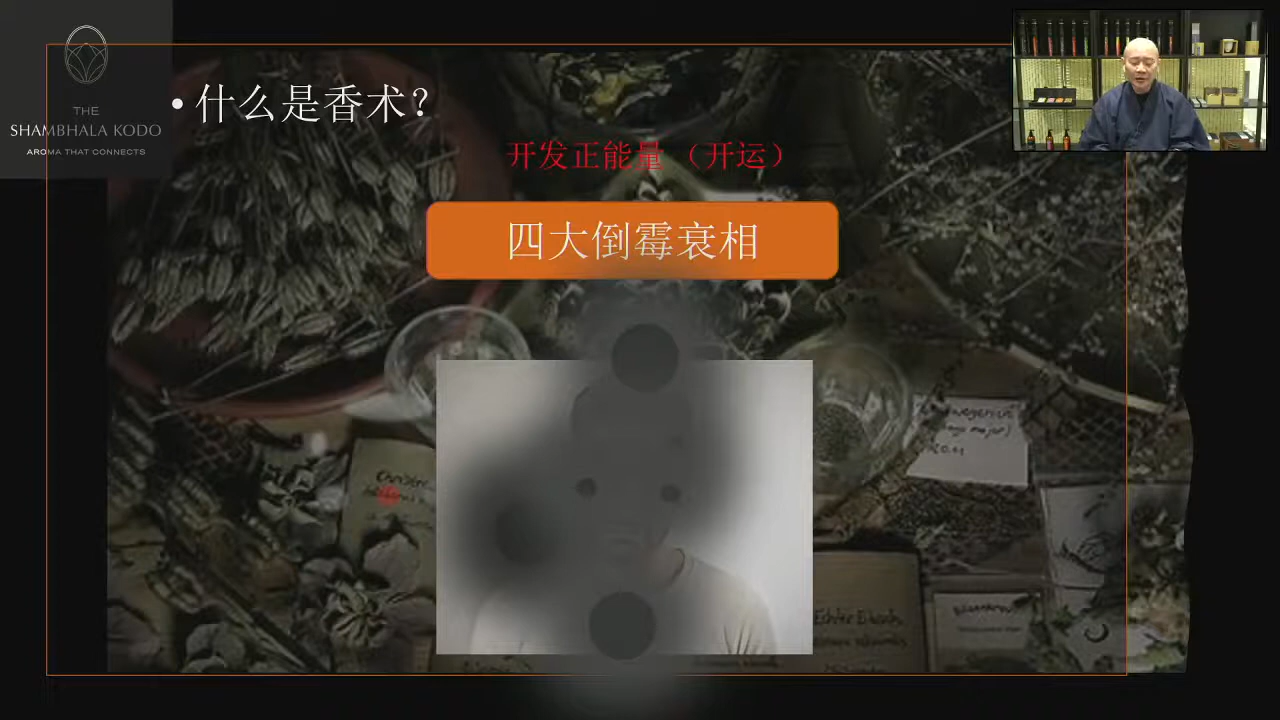 THE
SHAMBHALA KODO
AROMA THAT CONNECTS
• 什么是香术?
开发正能量（开运）
四大倒霉衰相